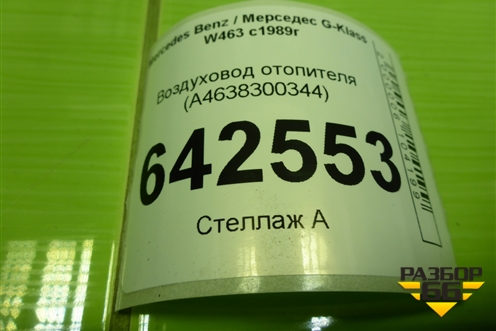 Mercedes Benz / Мерседес G-Klass
W463 с1989г
Воздуховод отопителя
(A4638300344)
642553
Стеллаж А
РАЗБОР
66